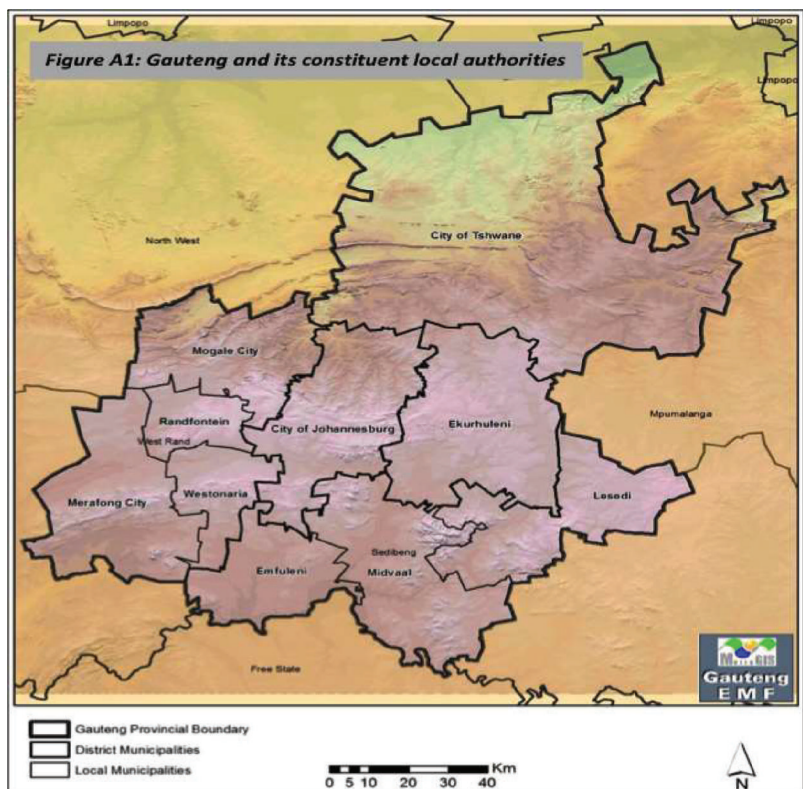 Limpopo
Limpopo
Figure A1: Gauteng and its constituent local authorities
Limpopo
North West
City of Tshwane
Mogale City
Mpumalanga
Randfontein
City of Johannesburg
Ekurhuleni
West Rand
Merafong City
Westonaria
Lesedi
Sedibeng
Emfuleni
Midvaal
Free State
Gauteng
E M F
Gauteng Provincial Boundary
District Municipalities
Local Municipalities
Km
0 5 10 20 30 40
N